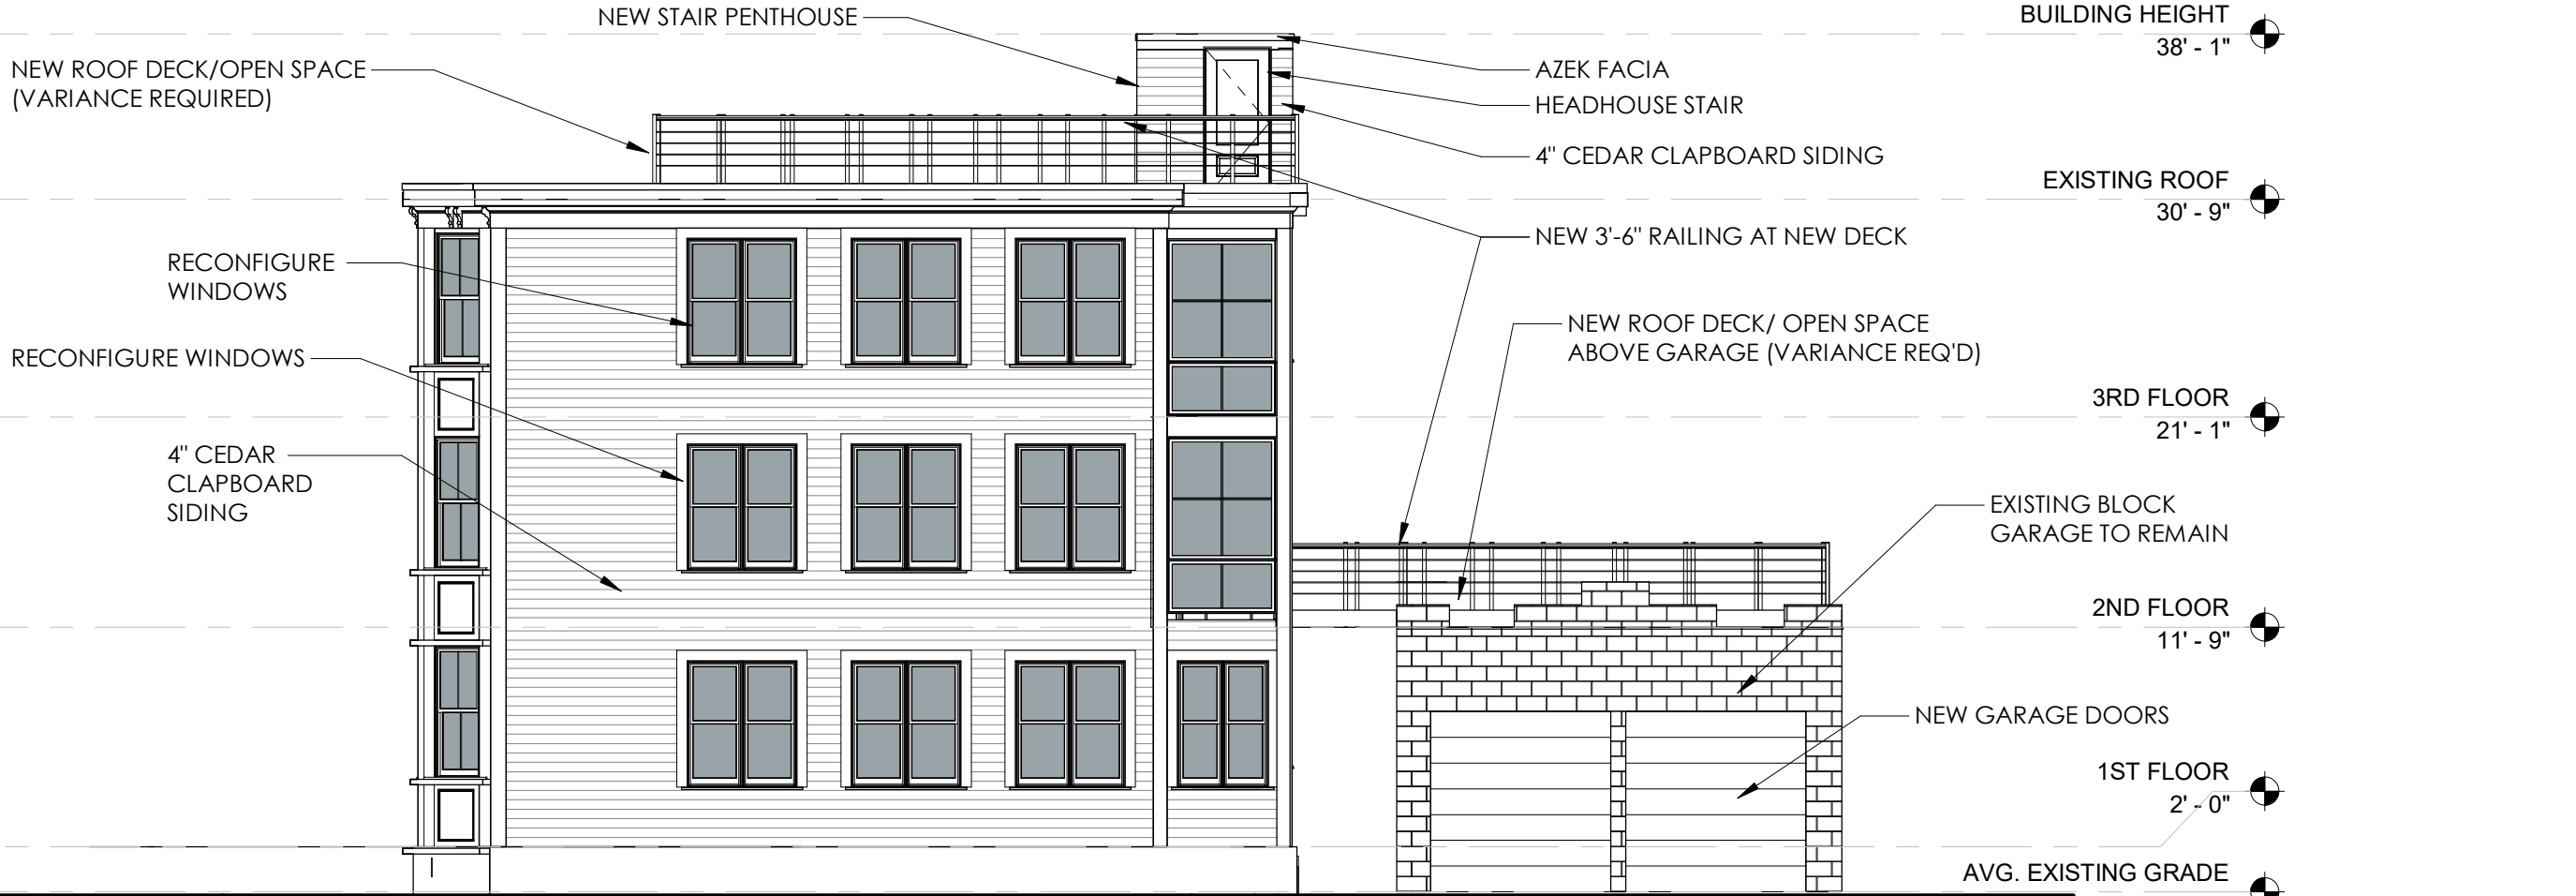 NEW STAIR PENTHOUSE
NEW ROOF DECK/OPEN SPACE
(VARIANCE REQUIRED)
RECONFIGURE
WINDOWS
RECONFIGURE WINDOWS
4" CEDAR
CLAPBOARD
SIDING
AZEK FACIA
HEADHOUSE STAIR
4" CEDAR CLAPBOARD SIDING
NEW 3'-6" RAILING AT NEW DECK
NEW ROOF DECK/ OPEN SPACE
ABOVE GARAGE (VARIANCE REQ'D)
EXISTING BLOCK
GARAGE TO REMAIN
NEW GARAGE DOORS
BUILDING HEIGHT
38' - 1"
EXISTING ROOF
30' - 9"
3RD FLOOR
21' - 1"
2ND FLOOR
11' - 9"
1ST FLOOR
2' - 0"
AVG. EXISTING GRADE